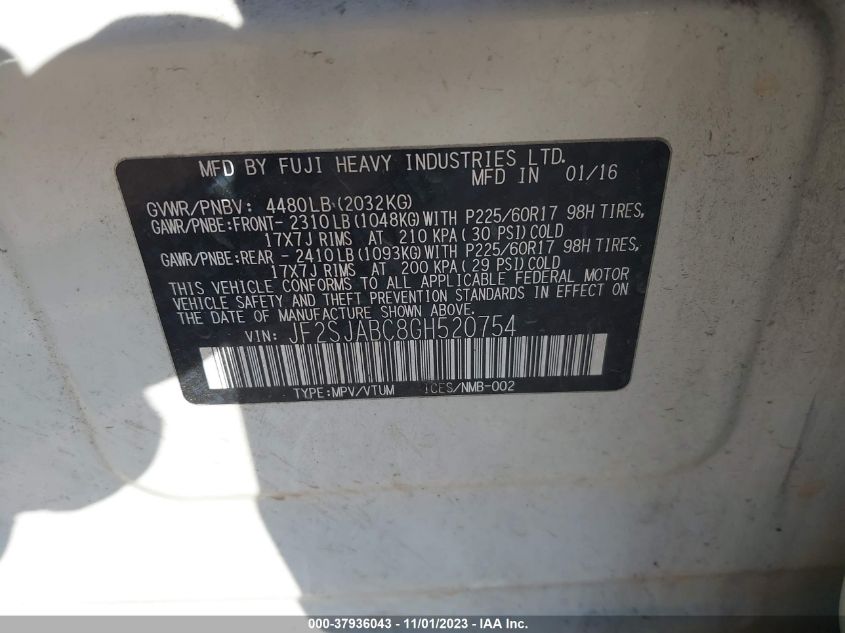 MFD BY FUJI HEAVY INDUSTRIES LTD.
MFD IN 01/16
GVWR/PNBV: 4480LB (2032KG)
GAWR/PNBE:FRONT- 2310LB (1048KG) WITH P225/60R17 98H TIRES,
17X7J RIMS AT 210 KPA (30 PSI) COLD
GAWR/PNBE:REAR - 2410LB (1093KG) WITH P225/60R17 98H TIRES,
17X7J RIMS AT 200 KPA (29 PSI) COLD
THIS VEHICLE CONFORMS TO ALL APPLICABLE FEDERAL MOTOR
VEHICLE SAFETY AND THEFT PREVENTION STANDARDS IN EFFECT ON
THE DATE OF MANUFACTURE SHOWN ABOVE.
VIN: JF2SJABC8GH520754
TYPE:MPV/VTUM ICES/NMB-002
000-37936043 - 11/01/2023 - Copyright © IAA, Inc.